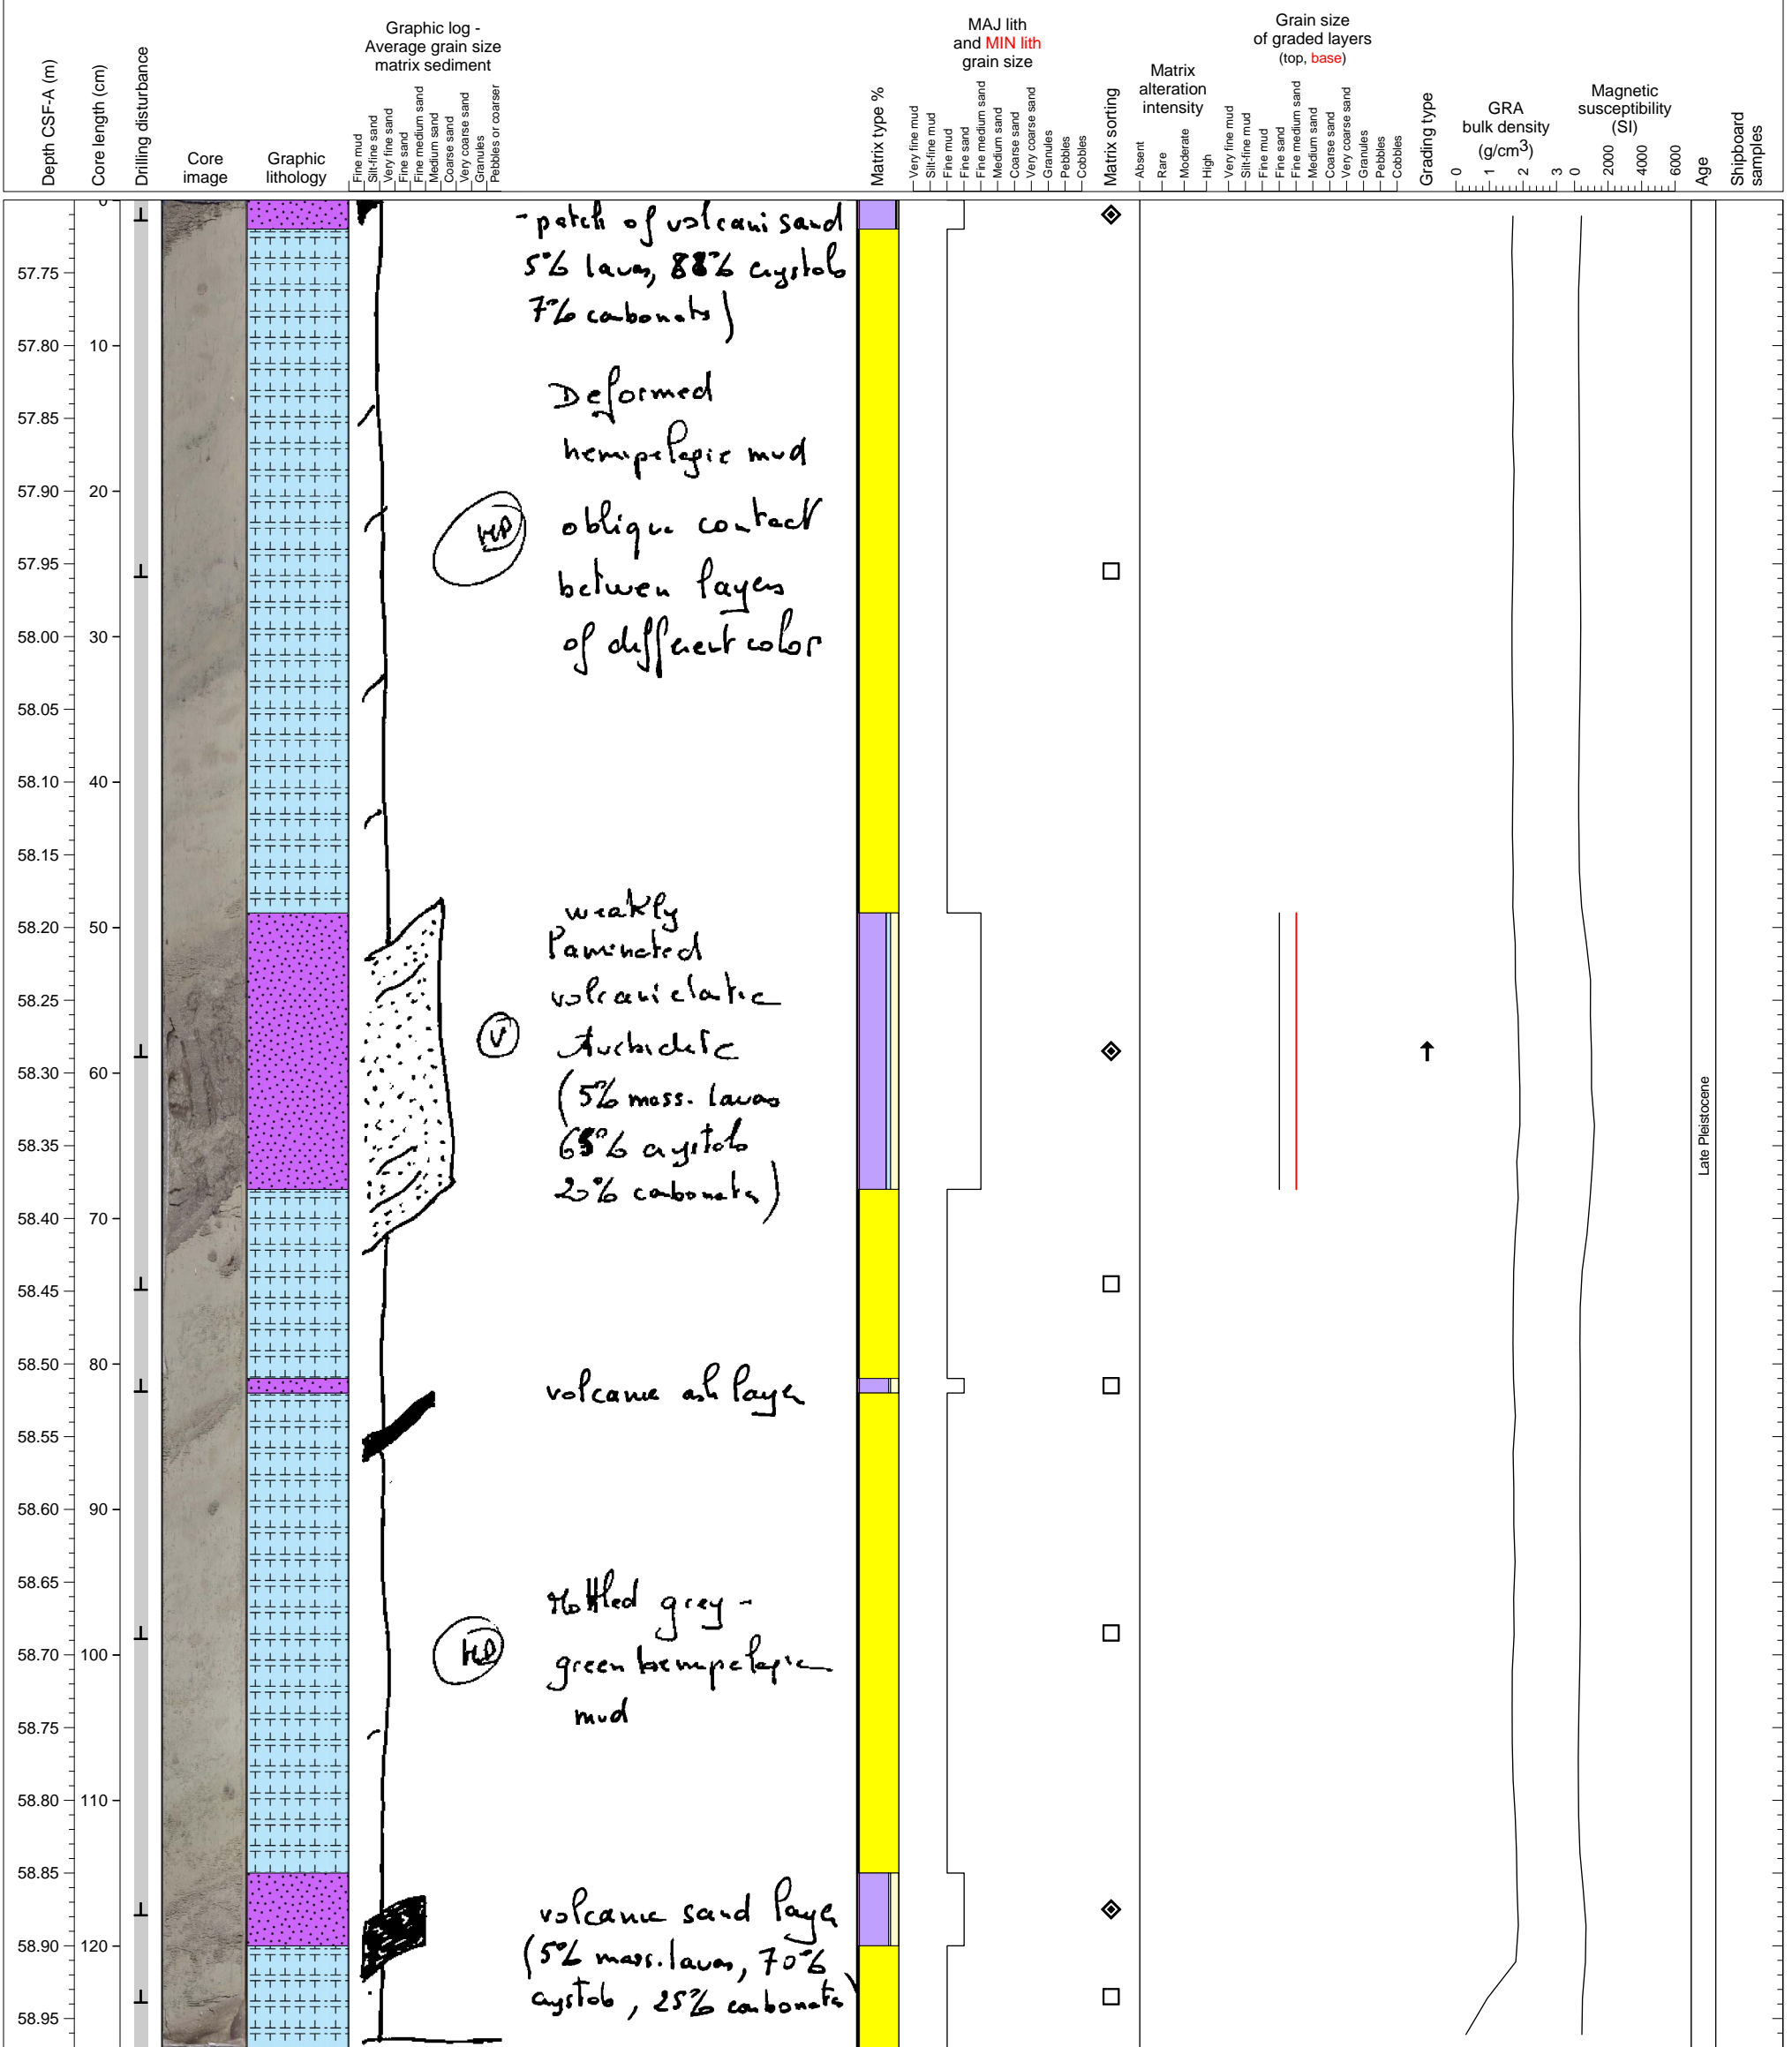 Depth CSF-A (m)
Core length (cm)
Drilling disturbance
Core
image
Graphic
lithology
Graphic log -
Average grain size
matrix sediment
Fine mud
Silt-fine sand
Very fine sand
Fine sand
Fine medium sand
Medium sand
Coarse sand
Very coarse sand
Granules
Pebbles or coarser
Matrix type %
MAJ lith
and MIN lith
grain size
Very fine mud
Silt-fine mud
Fine mud
Fine sand
Fine medium sand
Medium sand
Coarse sand
Very coarse sand
Granules
Pebbles
Cobbles
Matrix sorting
Matrix
alteration
intensity
Absent
Rare
Moderate
High
Grain size
of graded layers
(top, base)
Very fine mud
Silt-fine mud
Fine mud
Fine sand
Fine medium sand
Medium sand
Coarse sand
Very coarse sand
Granules
Pebbles
Cobbles
Grading type
GRA
bulk density
(g/cm3)
0 1 2 3
Magnetic
susceptibility
(SI)
0 2000 4000 6000
Age
Shipboard
samples
57.75
57.80
57.85
57.90
57.95
58.00
58.05
58.10
58.15
58.20
58.25
58.30
58.35
58.40
58.45
58.50
58.55
58.60
58.65
58.70
58.75
58.80
58.85
58.90
58.95
0
10
20
30
40
50
60
70
80
90
100
110
120
- patch of volcani sand
5% lavas, 88% crystals
7% carbonats)
Deformed
hemipelagic mud
HP
oblique contact
betwen layers
of different color
weakly
laminated
volcaniclastic
V
turbidite
(5% mass. lavas
65% crystals
20% carbonates)
volcanic ash layer
Mottled grey-
HP
green hemipelagic
mud
volcanic sand layer
(5% mass. lavas, 70%
crystals, 25% carbonates)
Late Pleistocene